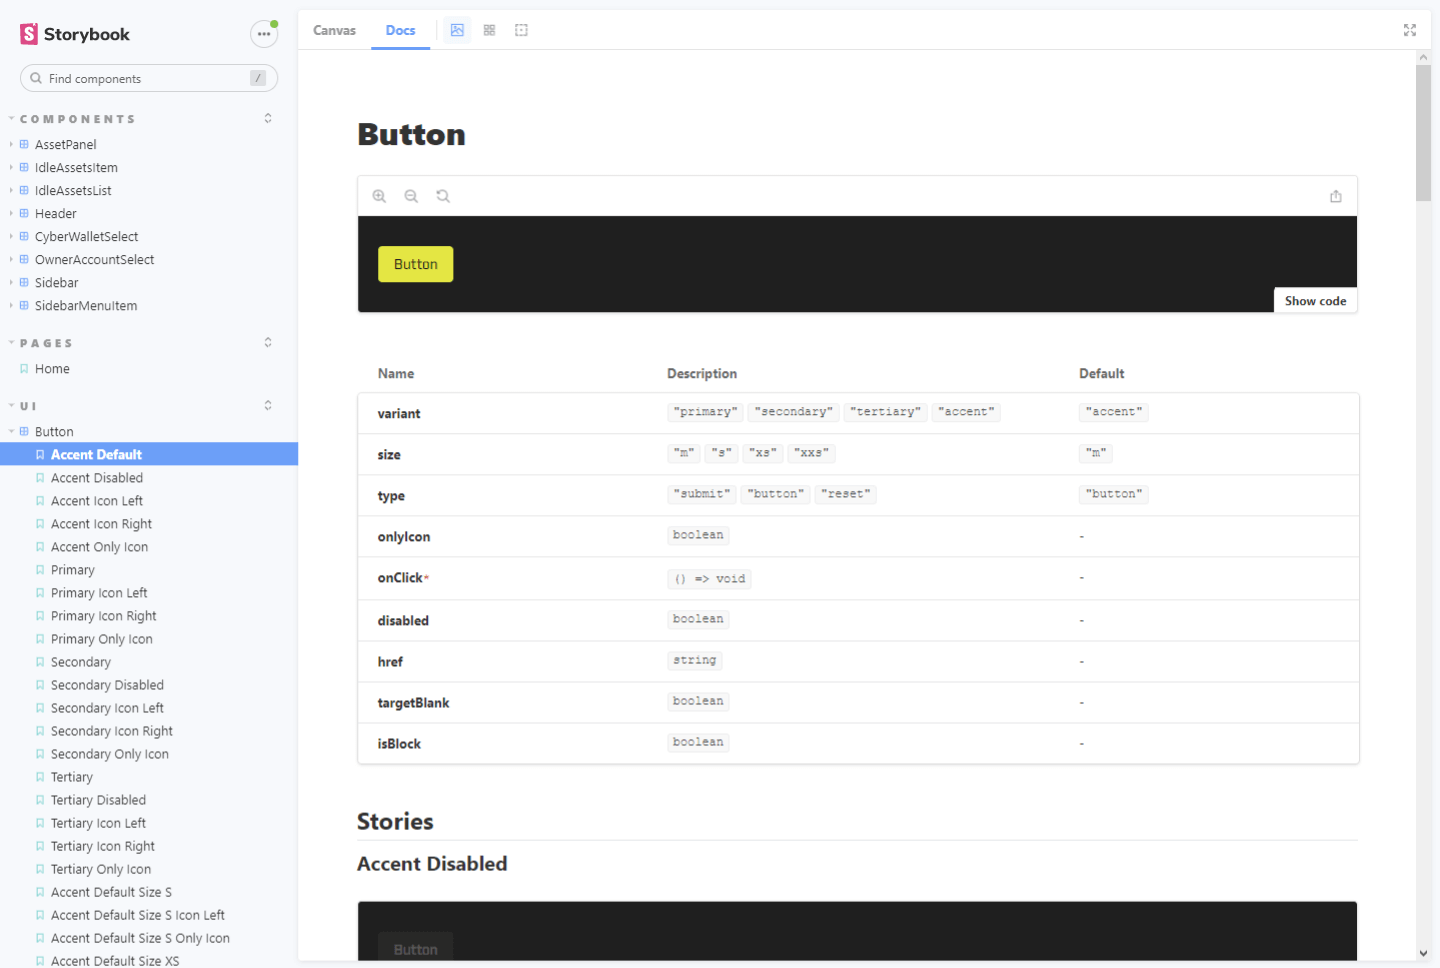 Storybook
Find components
/
COMPONENTS
AssetPanel
IdleAssetsItem
IdleAssetsList
Header
CyberWalletSelect
OwnerAccountSelect
Sidebar
SidebarMenuItem
PAGES
Home
UI
Button
Accent Default
Accent Disabled
Accent Icon Left
Accent Icon Right
Accent Only Icon
Primary
Primary Icon Left
Primary Icon Right
Primary Only Icon
Secondary
Secondary Disabled
Secondary Icon Left
Secondary Icon Right
Secondary Only Icon
Tertiary
Tertiary Disabled
Tertiary Icon Left
Tertiary Icon Right
Tertiary Only Icon
Accent Default Size S
Accent Default Size S Icon Left
Accent Default Size S Only Icon
Accent Default Size XS
Canvas Docs
Button
Button
Show code
Name Description Default
variant "primary" "secondary" "tertiary" "accent" "accent"
size "m" "s" "xs" "xxs" "m"
type "submit" "button" "reset" "button"
onlyIcon boolean -
onClick* () => void -
disabled boolean -
href string -
targetBlank boolean -
isBlock boolean -
Stories
Accent Disabled
Button